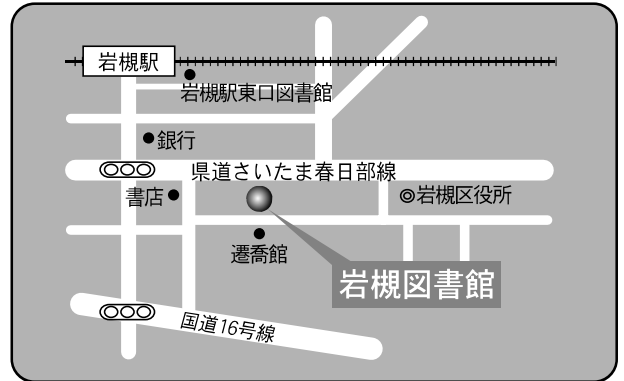 岩槻駅
岩槻駅東口図書館
銀行
県道さいたま春日部線
書店
岩槻区役所
遷喬館
岩槻図書館
国道16号線